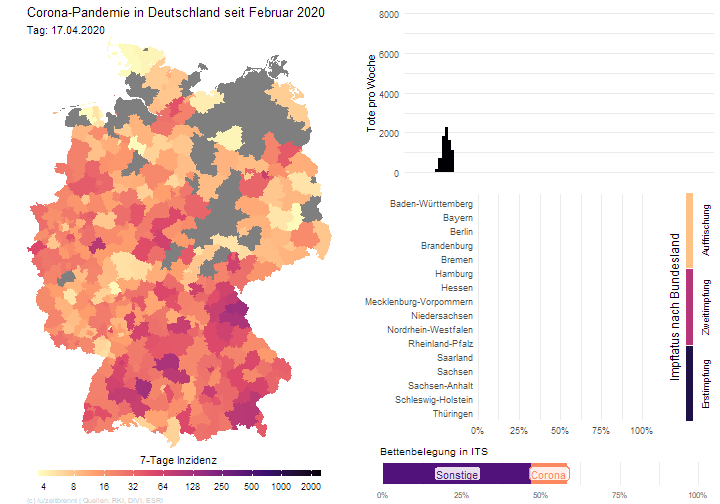 Corona-Pandemie in Deutschland seit Februar 2020
Tag: 17.04.2020
7-Tage Inzidenz
4 8 16 32 64 128 250 500 1000 2000
Tote pro Woche
8000
6000
4000
2000
0
Baden-Württemberg
Bayern
Berlin
Brandenburg
Bremen
Hamburg
Hessen
Mecklenburg-Vorpommern
Niedersachsen
Nordrhein-Westfalen
Rheinland-Pfalz
Saarland
Sachsen
Sachsen-Anhalt
Schleswig-Holstein
Thüringen
0% 25% 50% 75% 100%
Impfstatus nach Bundesland
Auffrischung
Zweitimpfung
Erstimpfung
Bettenbelegung in ITS
Sonstige Corona
0% 25% 50% 75% 100%
| Quellen: RKI, DIVI, ESRI